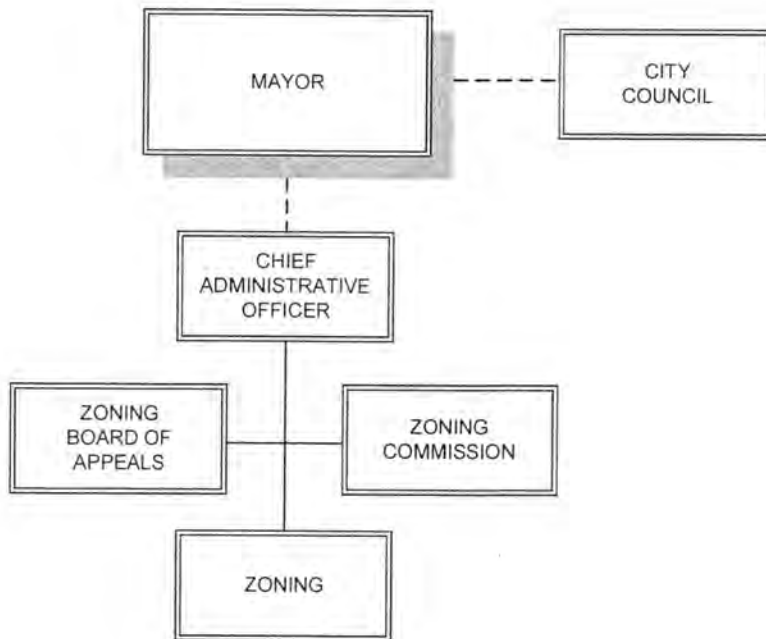 MAYOR
CITY
COUNCIL
CHIEF
ADMINISTRATIVE
OFFICER
ZONING
BOARD OF
APPEALS
ZONING
COMMISSION
ZONING